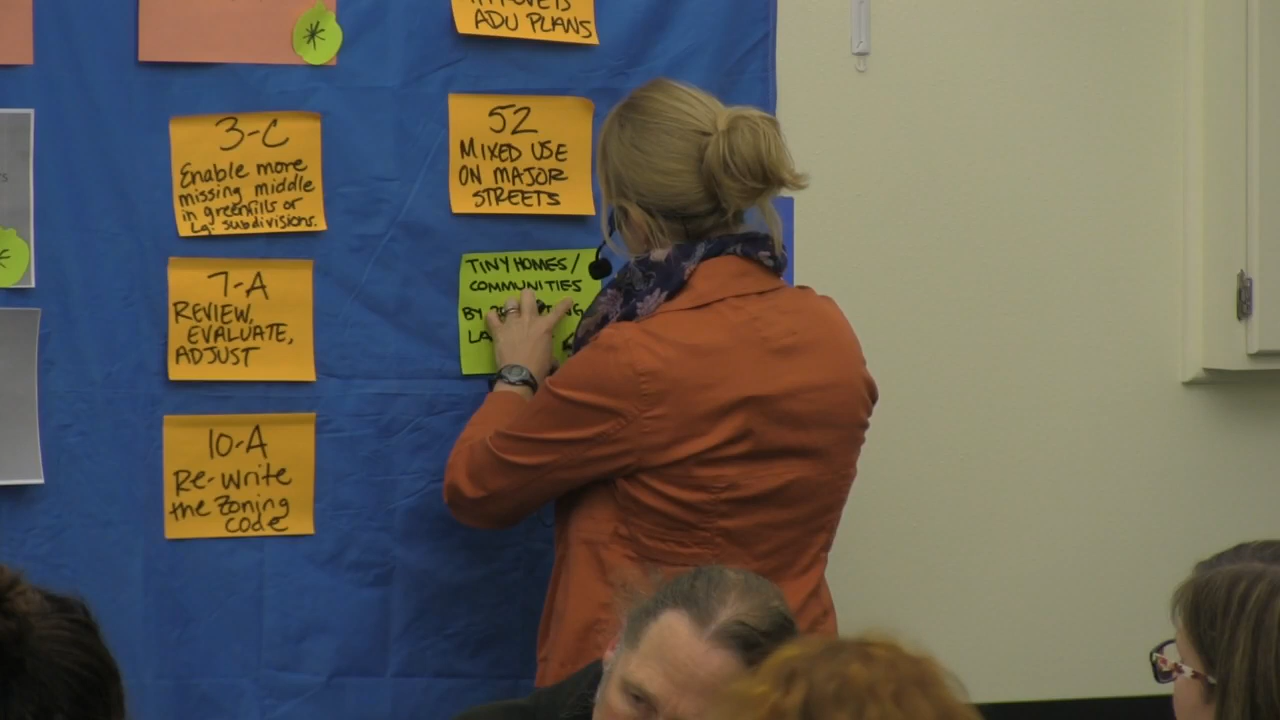 ADU PLANS
3-C
Enable more
missing middle
in greenfills or
Lg. subdivisions.
52
MIXED USE
ON MAJOR
STREETS
TINY HOMES/
COMMUNITIES
BY
7-A
REVIEW,
EVALUATE,
ADJUST
10-A
Re-write
the zoning
code